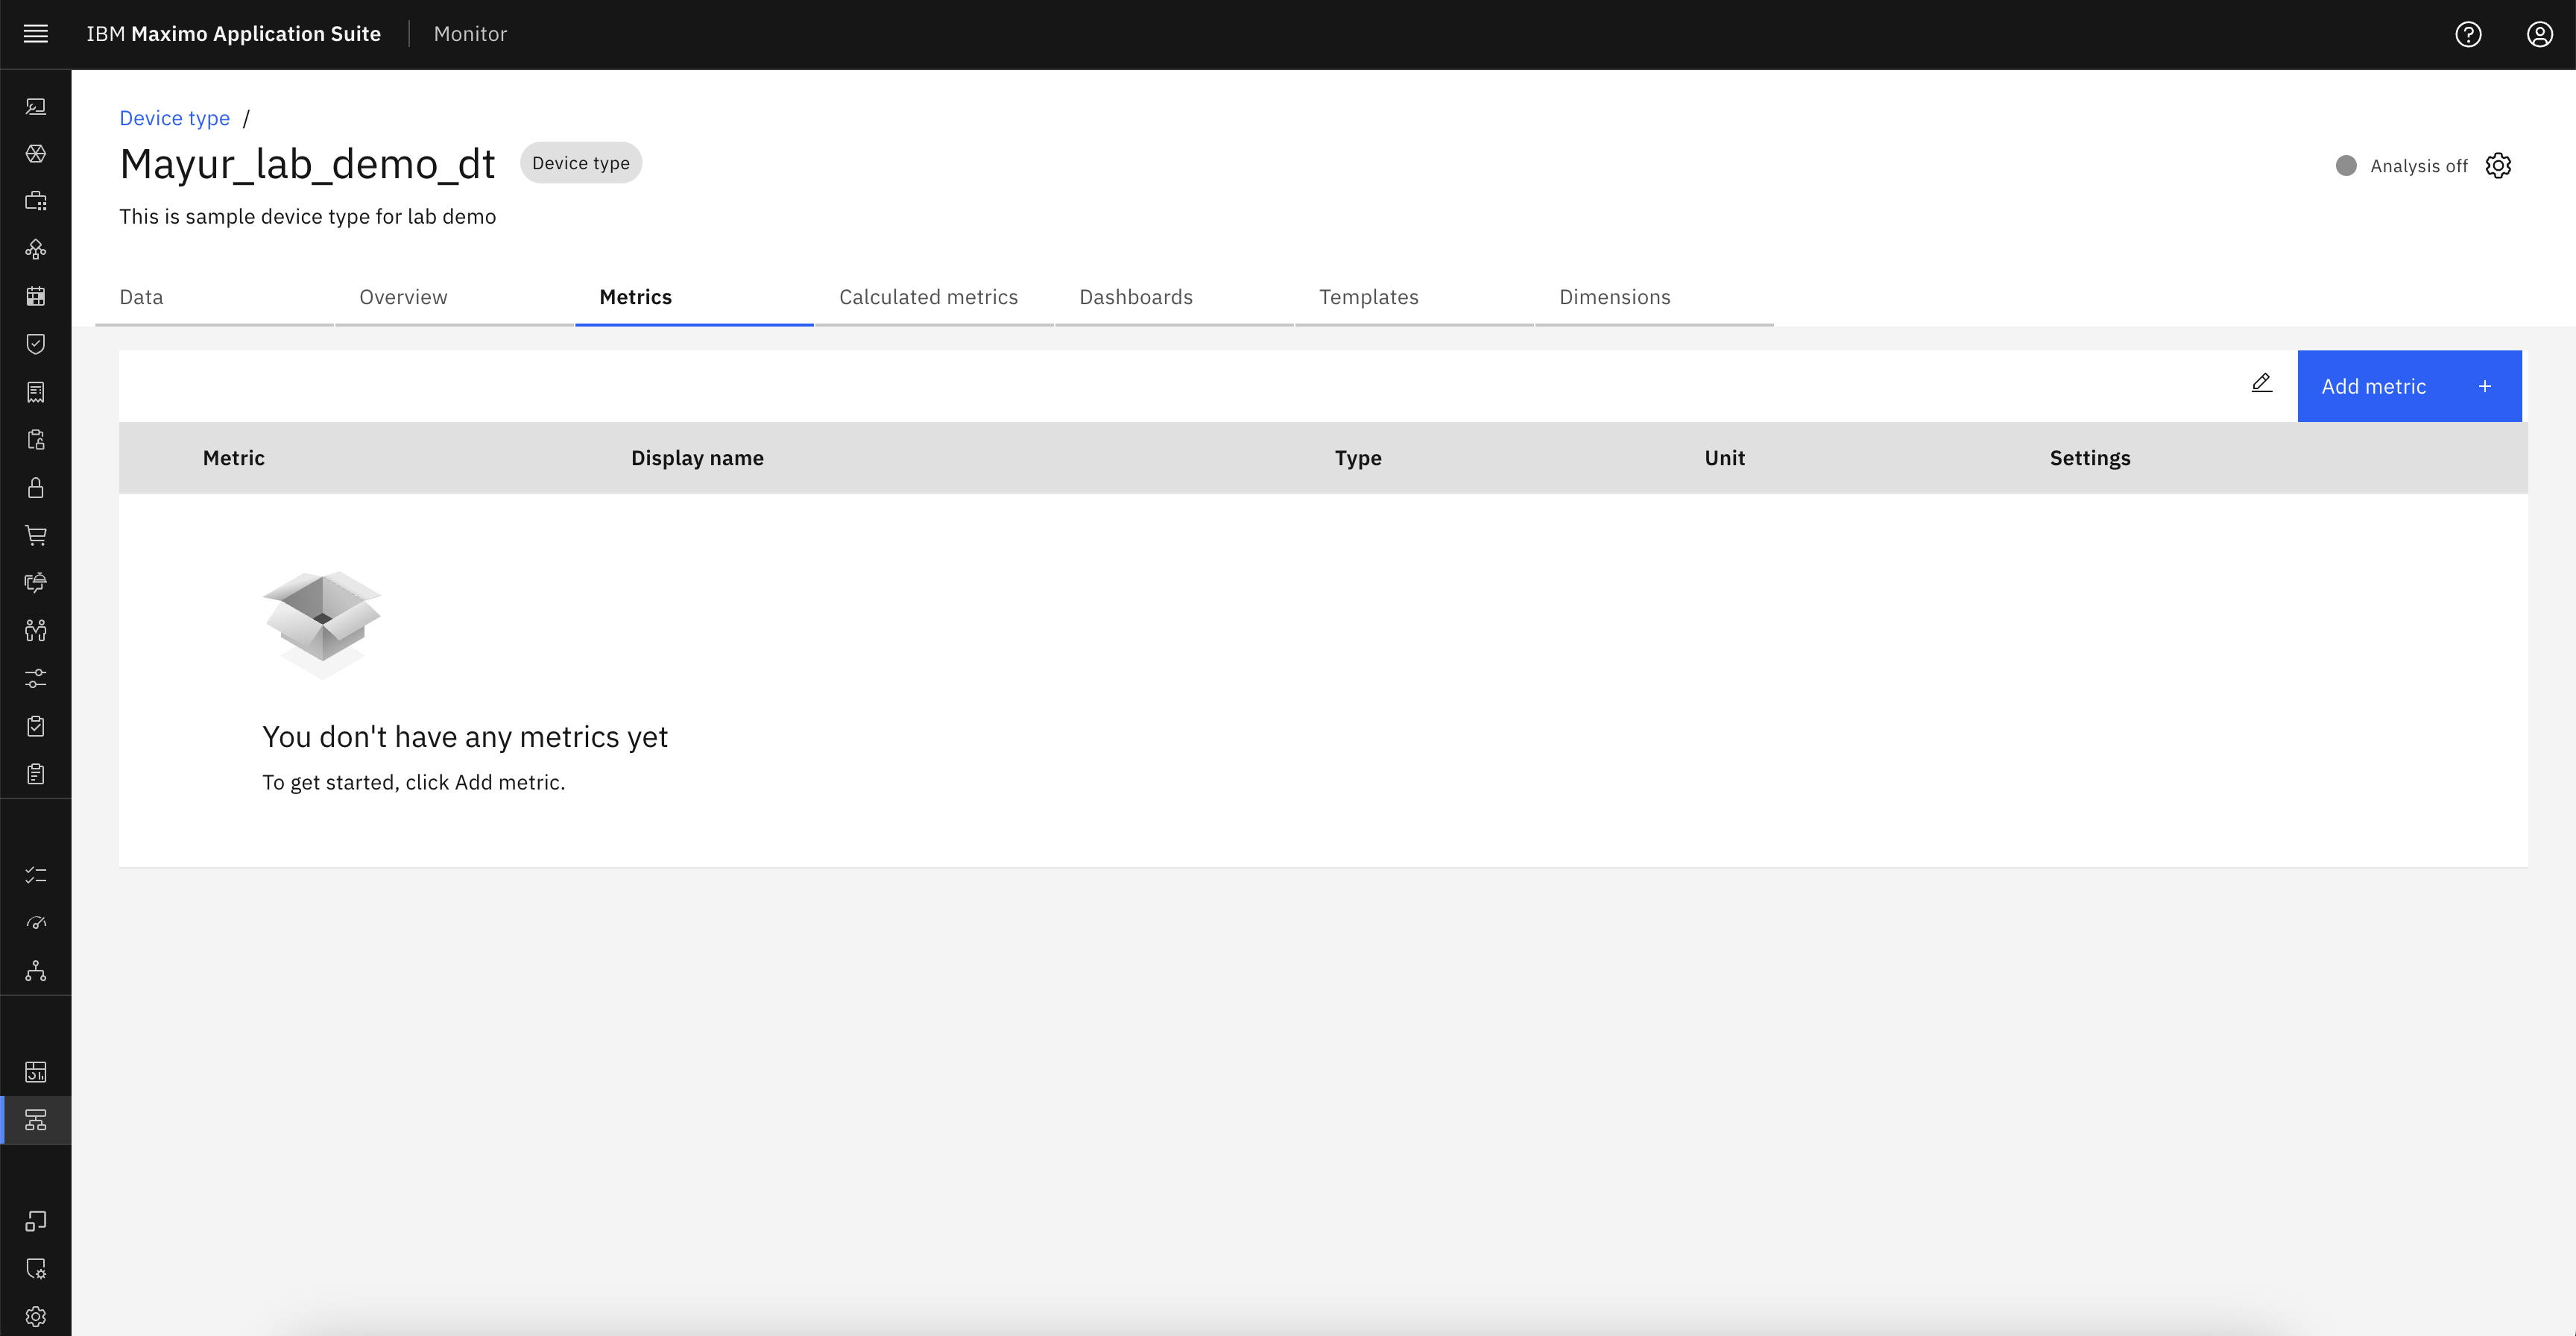 IBM Maximo Application Suite | Monitor
Device type /
Mayur_lab_demo_dt Device type
Analysis off
This is sample device type for lab demo
Data Overview Metrics Calculated metrics Dashboards Templates Dimensions
Add metric +
Metric Display name Type Unit Settings
You don't have any metrics yet
To get started, click Add metric.